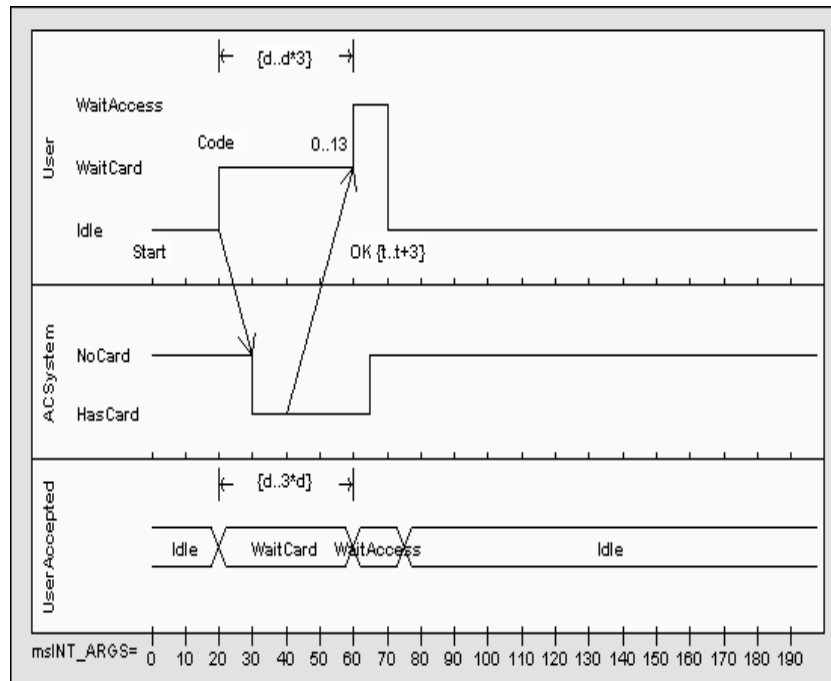 {d..d*3}
WaitAccess
Code
0..13
User
WaitCard
Idle
Start
OK {t..t+3}
ACSystem
NoCard
HasCard
{d..3*d}
UserAccepted
Idle
WaitCard
WaitAccess
Idle
msINT_ARGS=
0 10 20 30 40 50 60 70 80 90 100 110 120 130 140 150 160 170 180 190